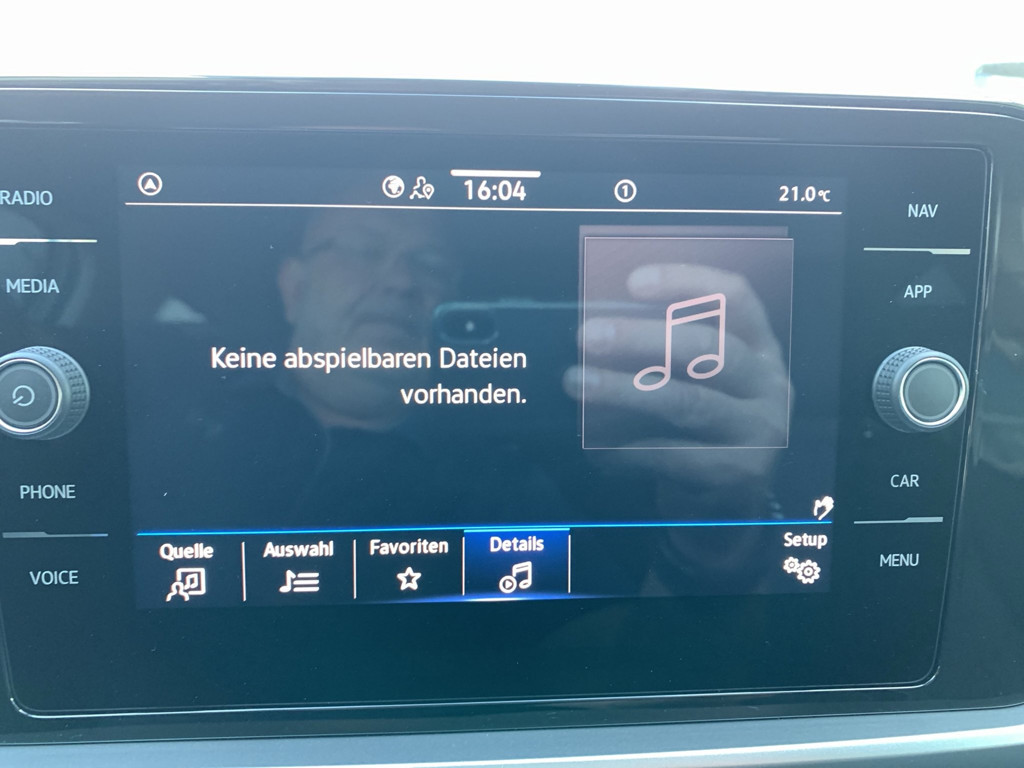 RADIO
MEDIA
PHONE
VOICE
16:04
1
21.0°C
Keine abspielbaren Dateien
vorhanden.
Quelle
Auswahl
Favoriten
Details
Setup
NAV
APP
CAR
MENU